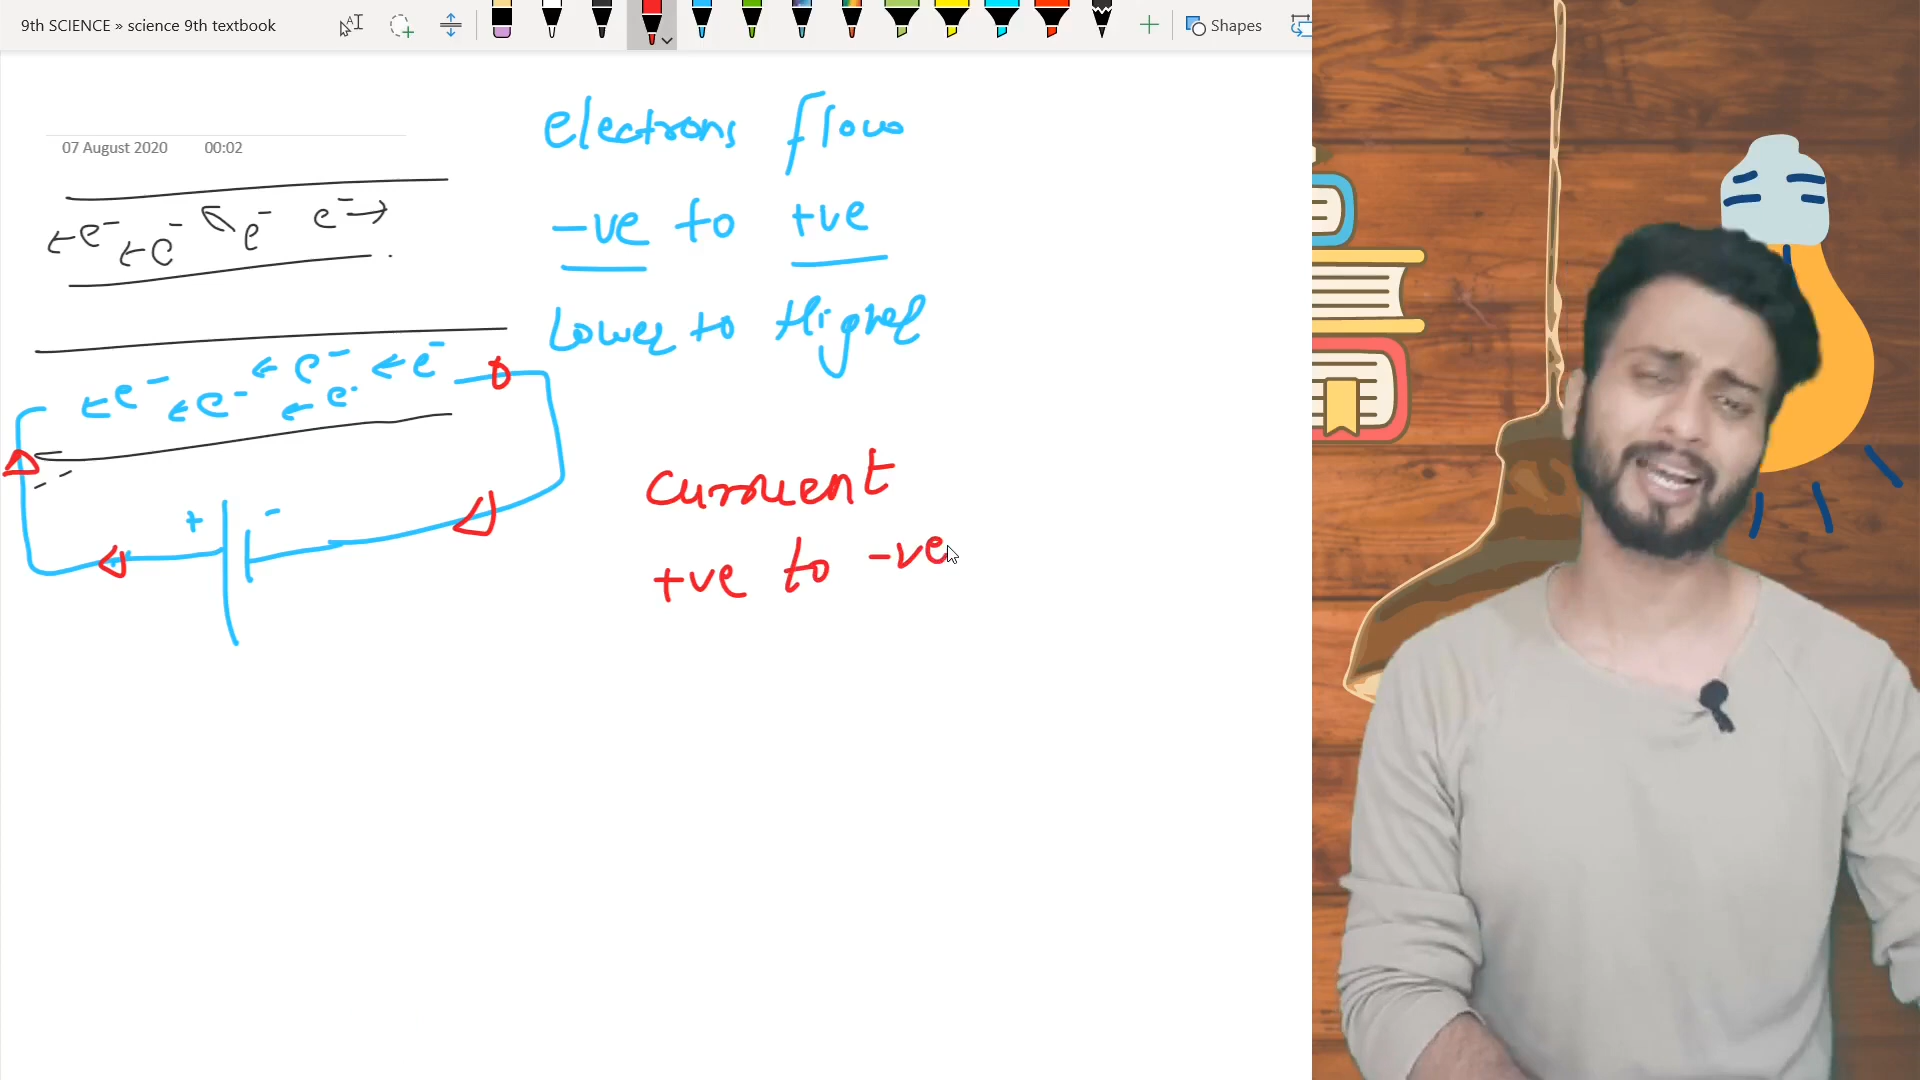 9th SCIENCE » science 9th textbook
Shapes
07 August 2020 00:02
electrons flow
-ve to +ve
Lower to Higher
e⁻ e⁻ e⁻ e⁻
e⁻ e⁻ e⁻ e⁻ e⁻
+ -
current
+ve to -ve